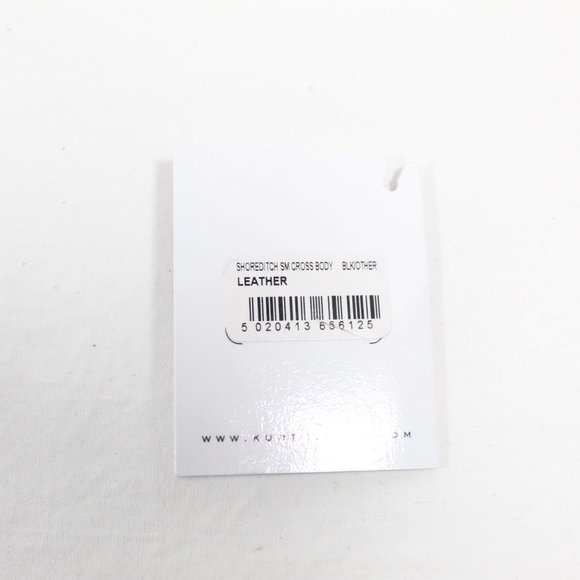 SHOREDITCH SM CROSS BODY BLK/OTHER
LEATHER
5 020413 656125